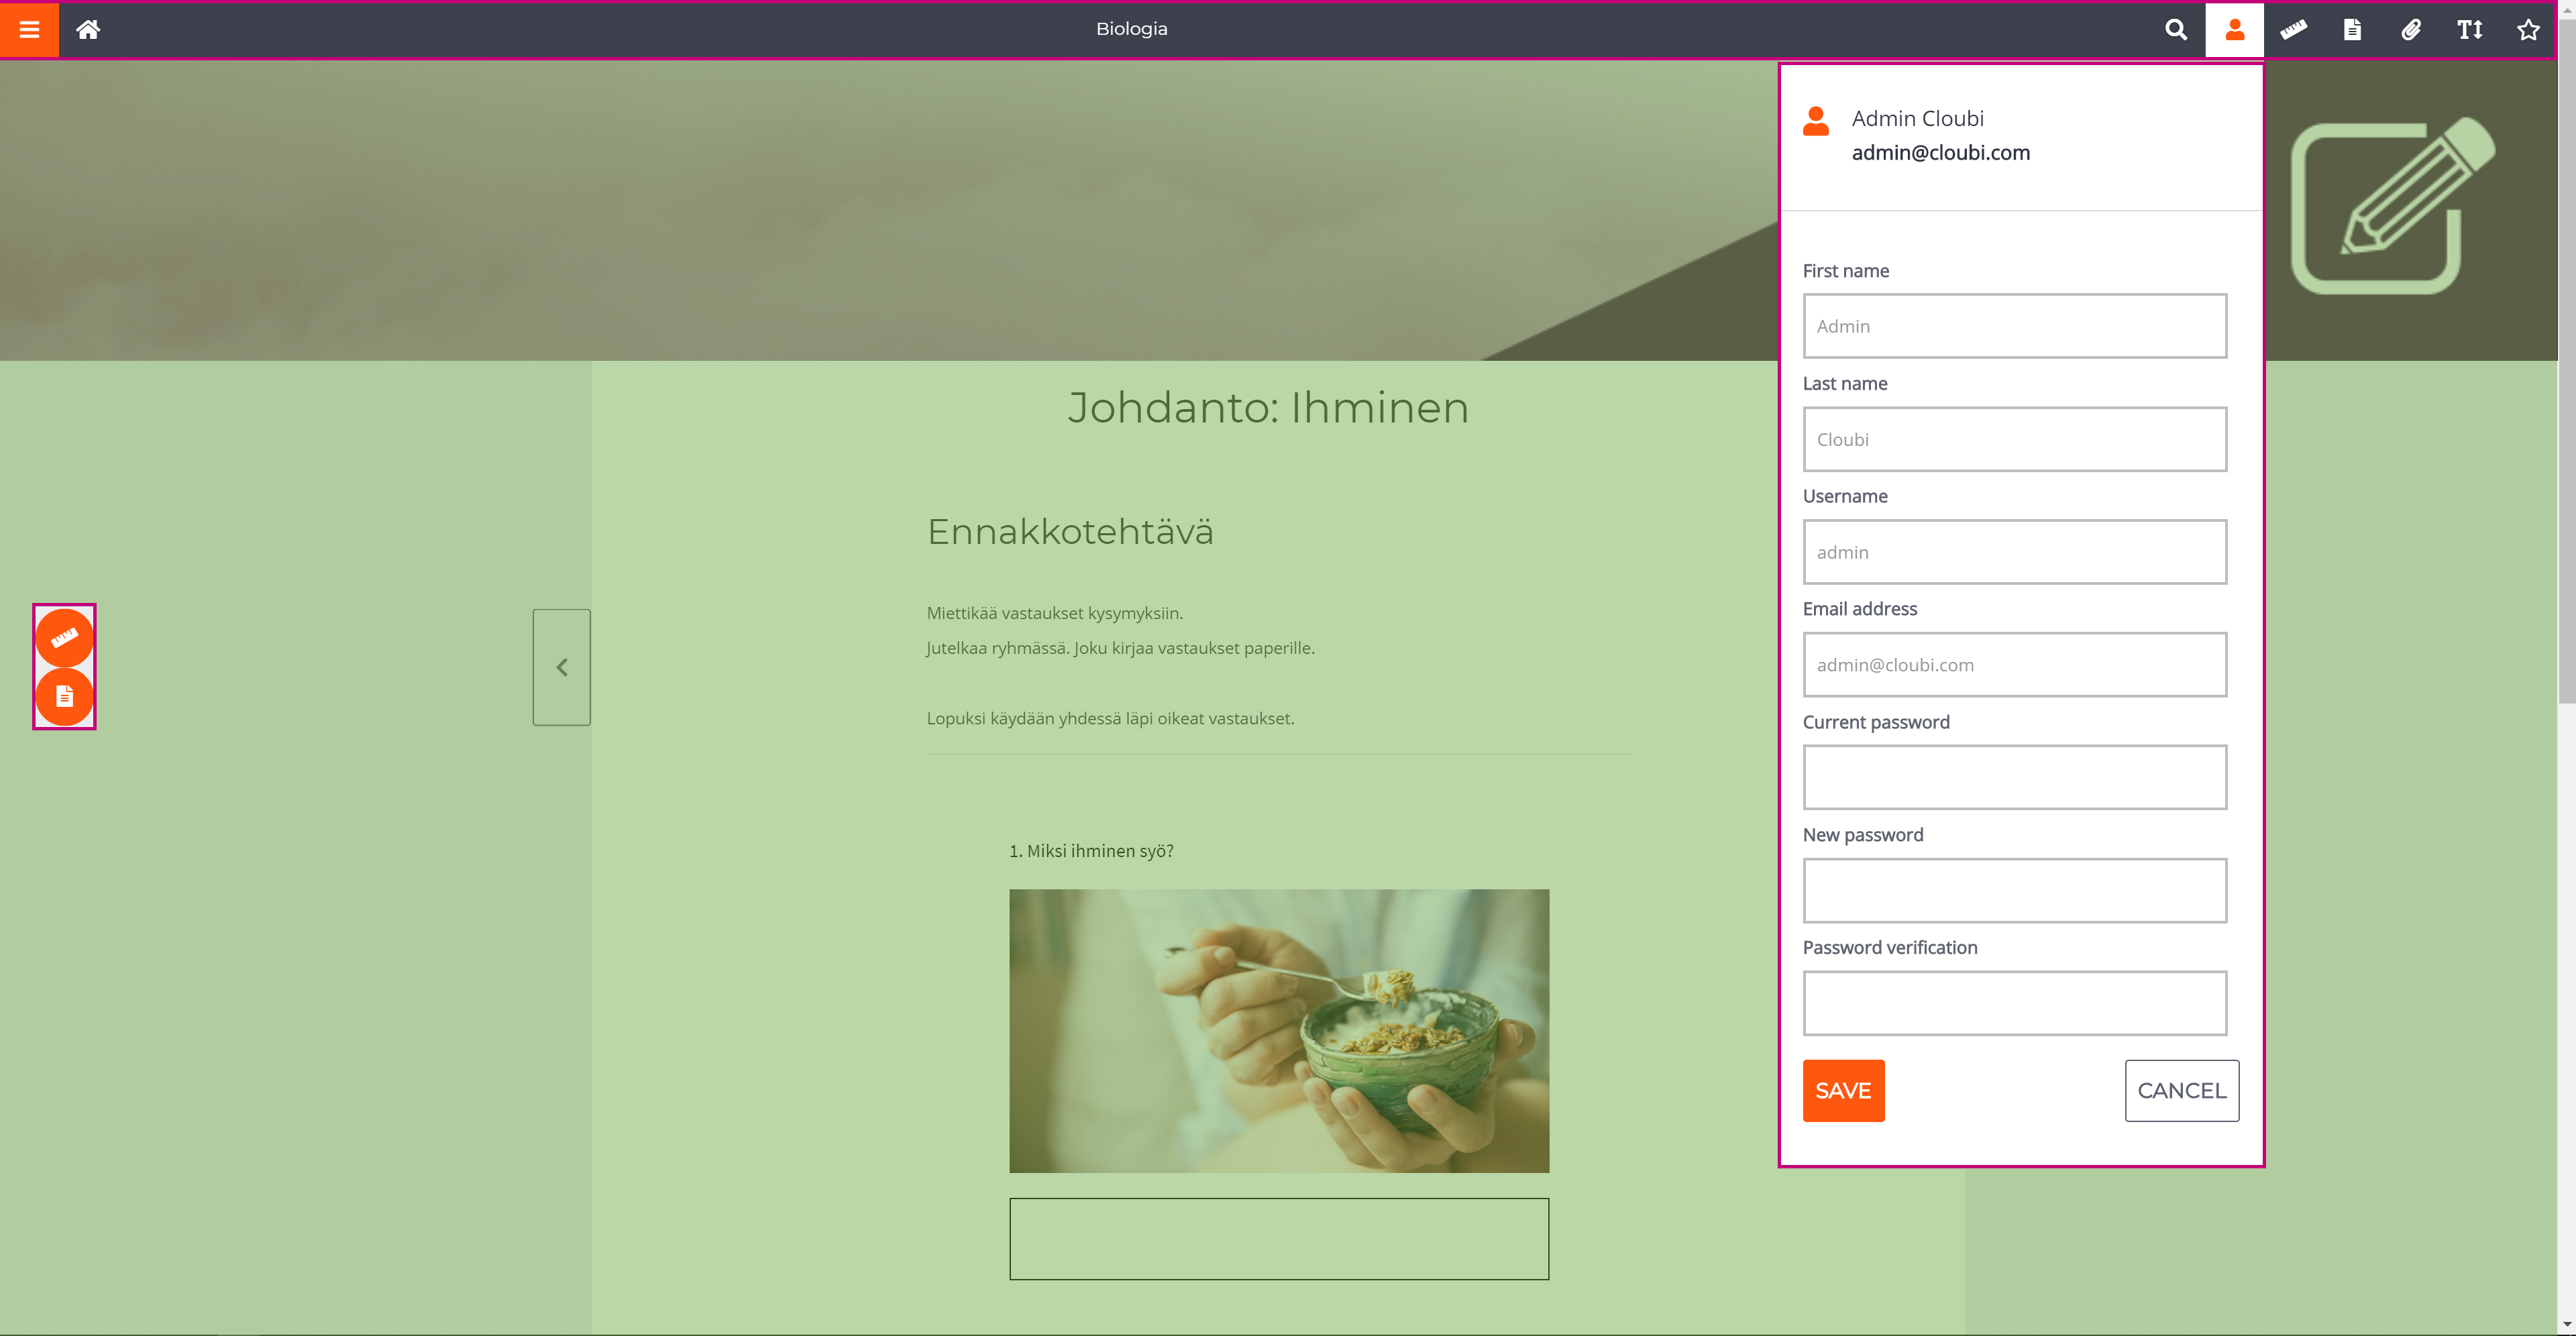 Biologia
T
Admin Cloubi
admin@cloubi.com
First name
Admin
Last name
Cloubi
Username
admin
Email address
admin@cloubi.com
Current password
New password
Password verification
SAVE
CANCEL
Johdanto: Ihminen
Ennakkotehtävä
Miettikää vastaukset kysymyksiin.
Jutelkaa ryhmässä. Joku kirjaa vastaukset paperille.
Lopuksi käydään yhdessä läpi oikeat vastaukset.
1. Miksi ihminen syö?